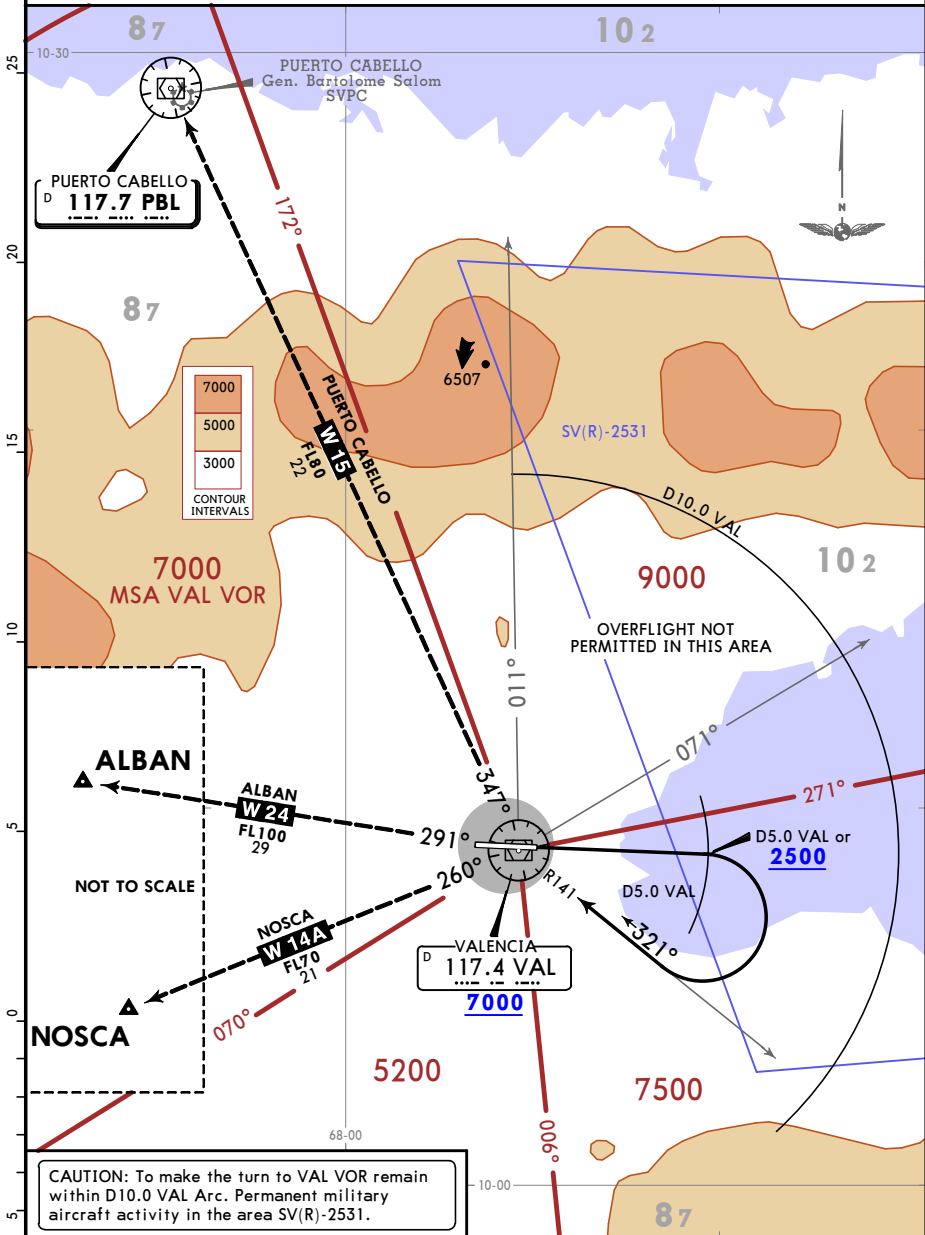 8 7
10 2
10-30
PUERTO CABELLO
Gen. Bartolome Salom
SVPC
25
PUERTO CABELLO
D 117.7 PBL
172°
N
20
8 7
7000
5000
3000
CONTOUR
INTERVALS
6507
PUERTO CABELLO
W 15
FL80
22
SV(R)-2531
15
D10.0 VAL
7000
MSA VAL VOR
9000
10 2
10
OVERFLIGHT NOT
PERMITTED IN THIS AREA
011°
071°
ALBAN
ALBAN
W 24
FL100
29
347°
291°
271°
5
D5.0 VAL or
2500
NOT TO SCALE
260°
R141
D5.0 VAL
321°
NOSCA
W 14A
FL70
21
VALENCIA
D 117.4 VAL
7000
0
070°
NOSCA
5200
7500
006°
68-00
10-00
CAUTION: To make the turn to VAL VOR remain
within D10.0 VAL Arc. Permanent military
aircraft activity in the area SV(R)-2531.
5
8 7